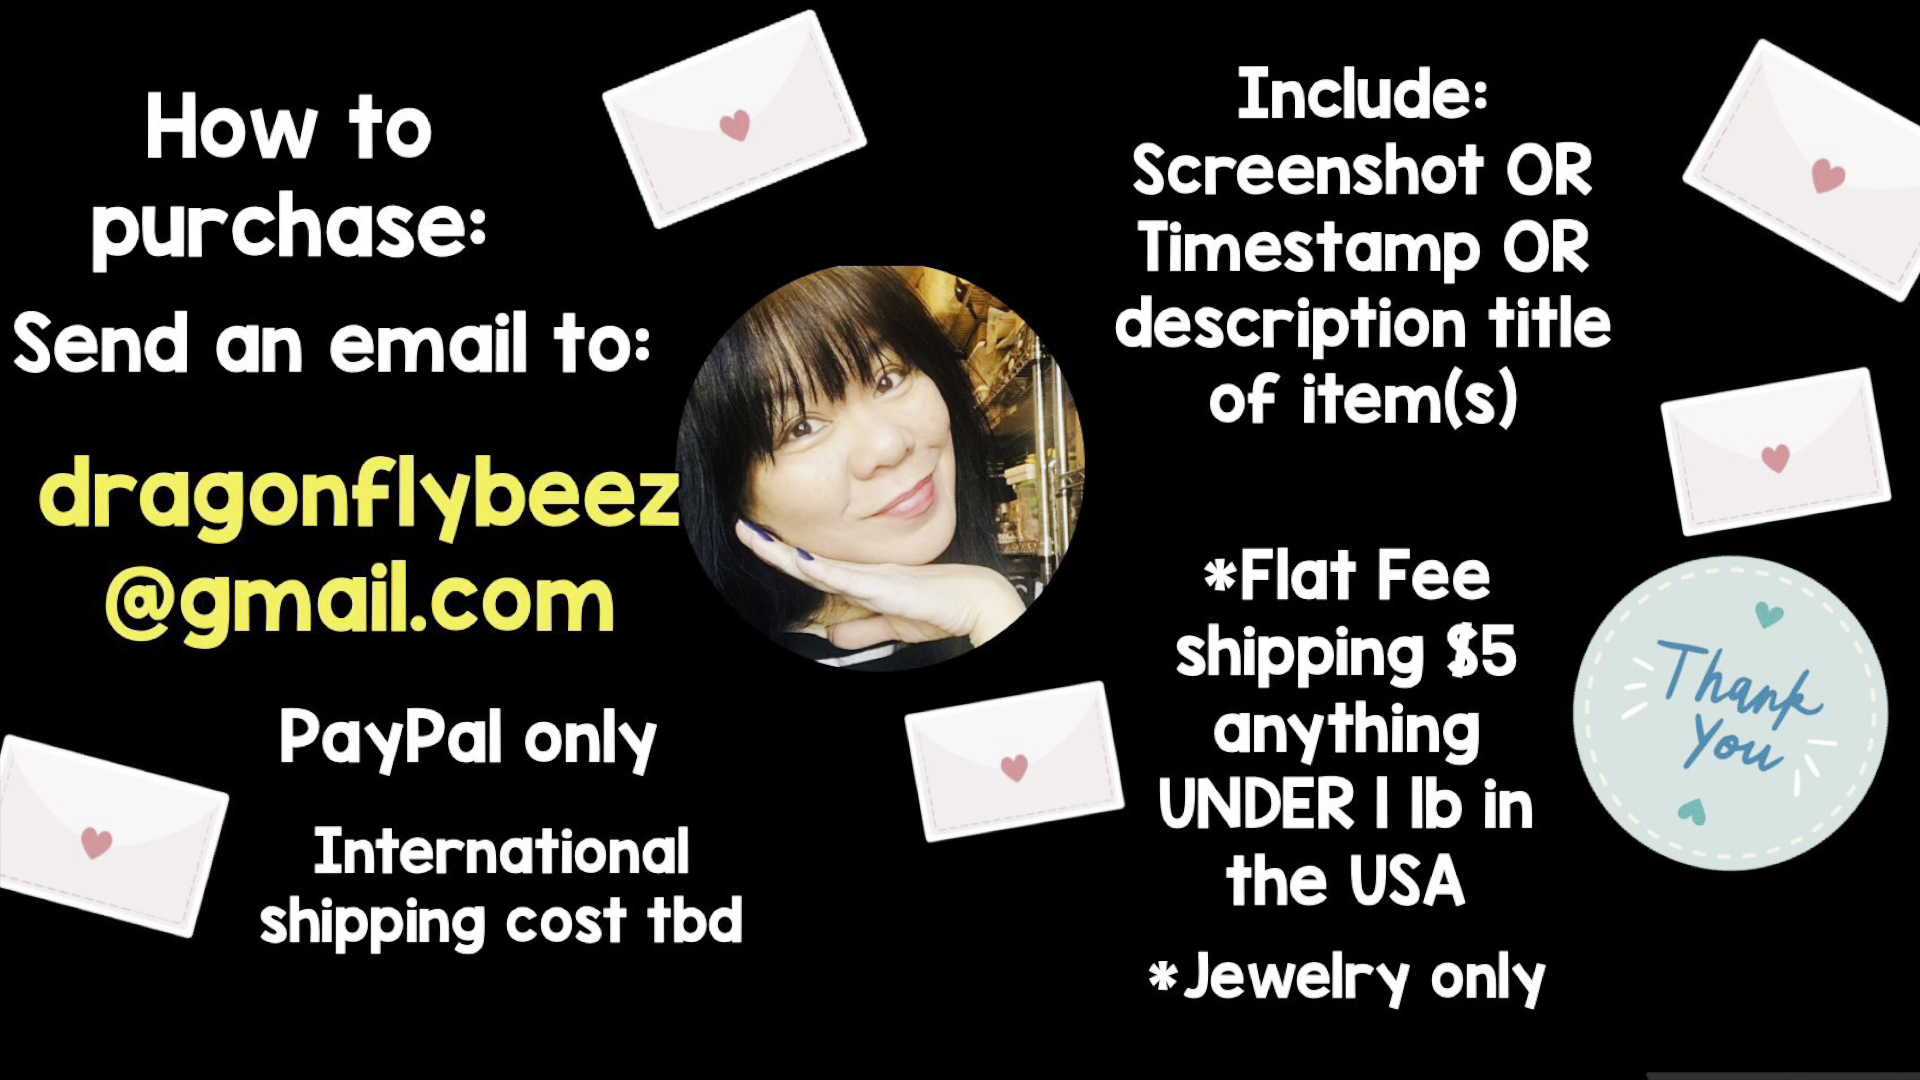 How to
purchase:
Send an email to:
dragonflybeez
@gmail.com
PayPal only
International
shipping cost tbd
Include:
Screenshot OR
Timestamp OR
description title
of item(s)
*Flat Fee
shipping $5
anything
UNDER 1 lb in
the USA
*Jewelry only
Thank
You